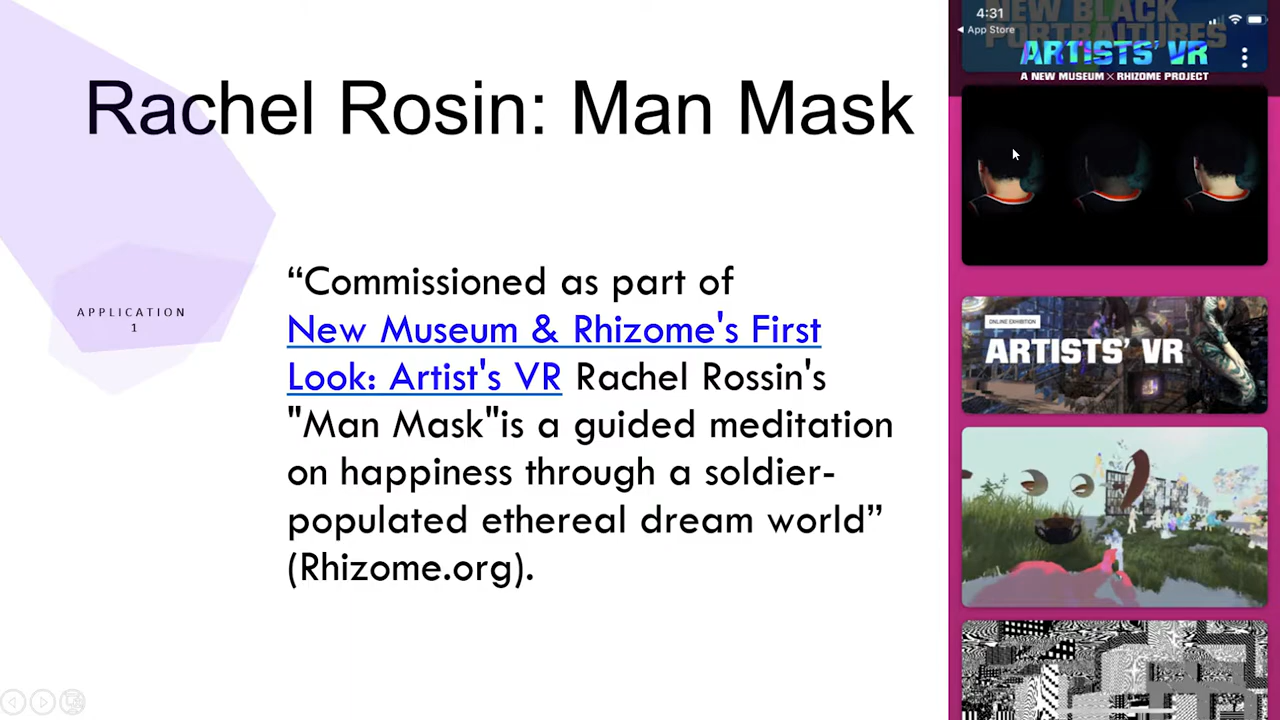 Rachel Rosin: Man Mask
APPLICATION
1
“Commissioned as part of
New Museum & Rhizome's First
Look: Artist's VR Rachel Rossin's
"Man Mask"is a guided meditation
on happiness through a soldier-
populated ethereal dream world”
(Rhizome.org).
4:31
App Store
NEW BLACK
PORTRAITURES
ARTISTS' VR
A NEW MUSEUM × RHIZOME PROJECT
ONLINE EXHIBITION
ARTISTS' VR